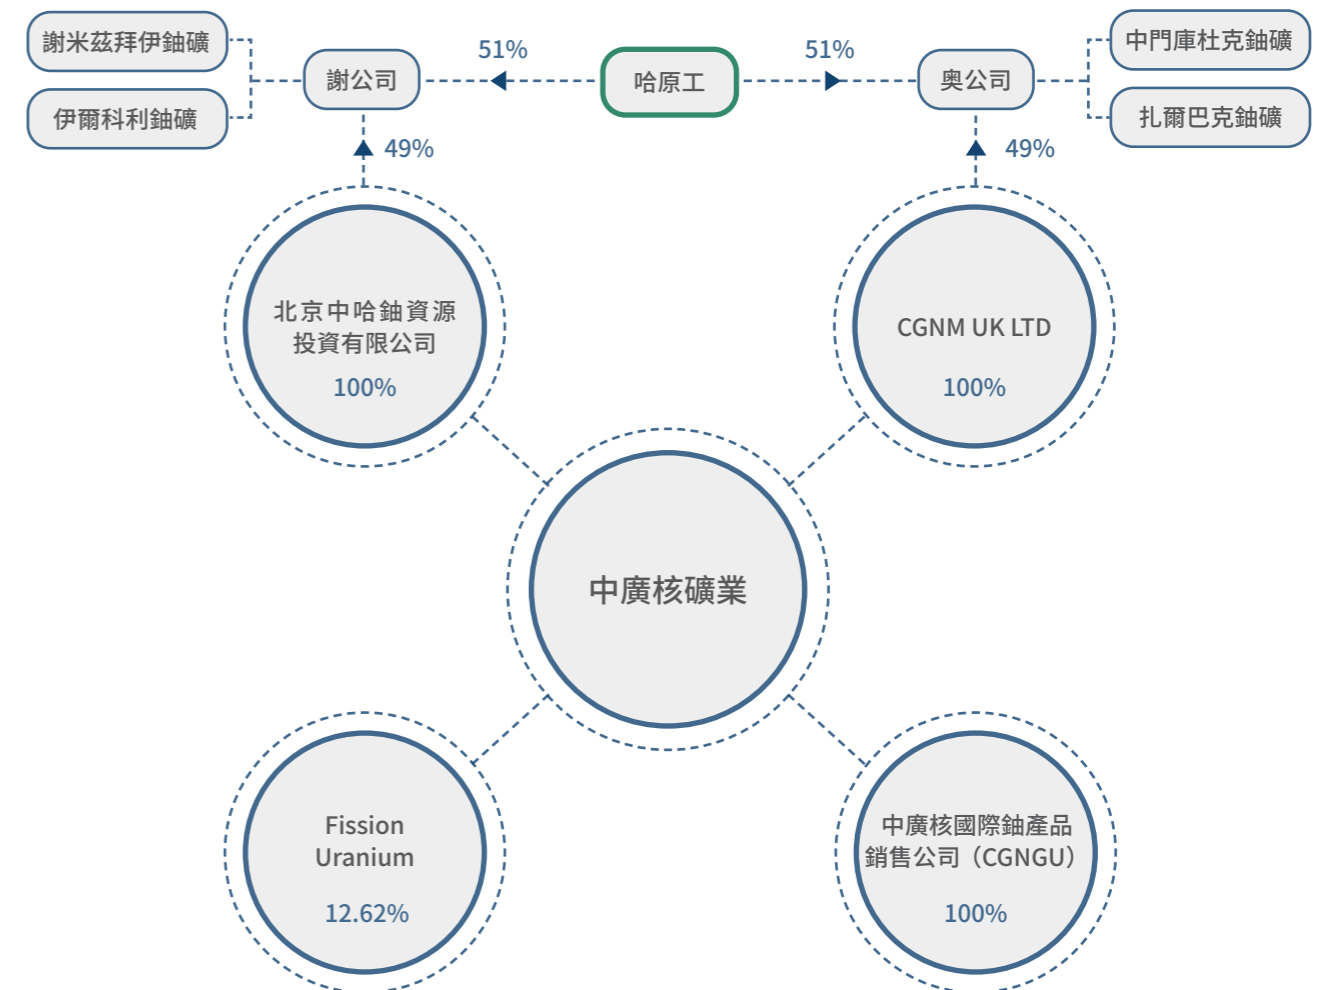 謝米茲拜伊鈾礦
伊爾科利鈾礦
謝公司
51%
哈原工
51%
奧公司
中門庫杜克鈾礦
扎爾巴克鈾礦
49%
49%
北京中哈鈾資源
投資有限公司
100%
CGNM UK LTD
100%
中廣核礦業
Fission
Uranium
12.62%
中廣核國際鈾產品
銷售公司（CGNGU）
100%